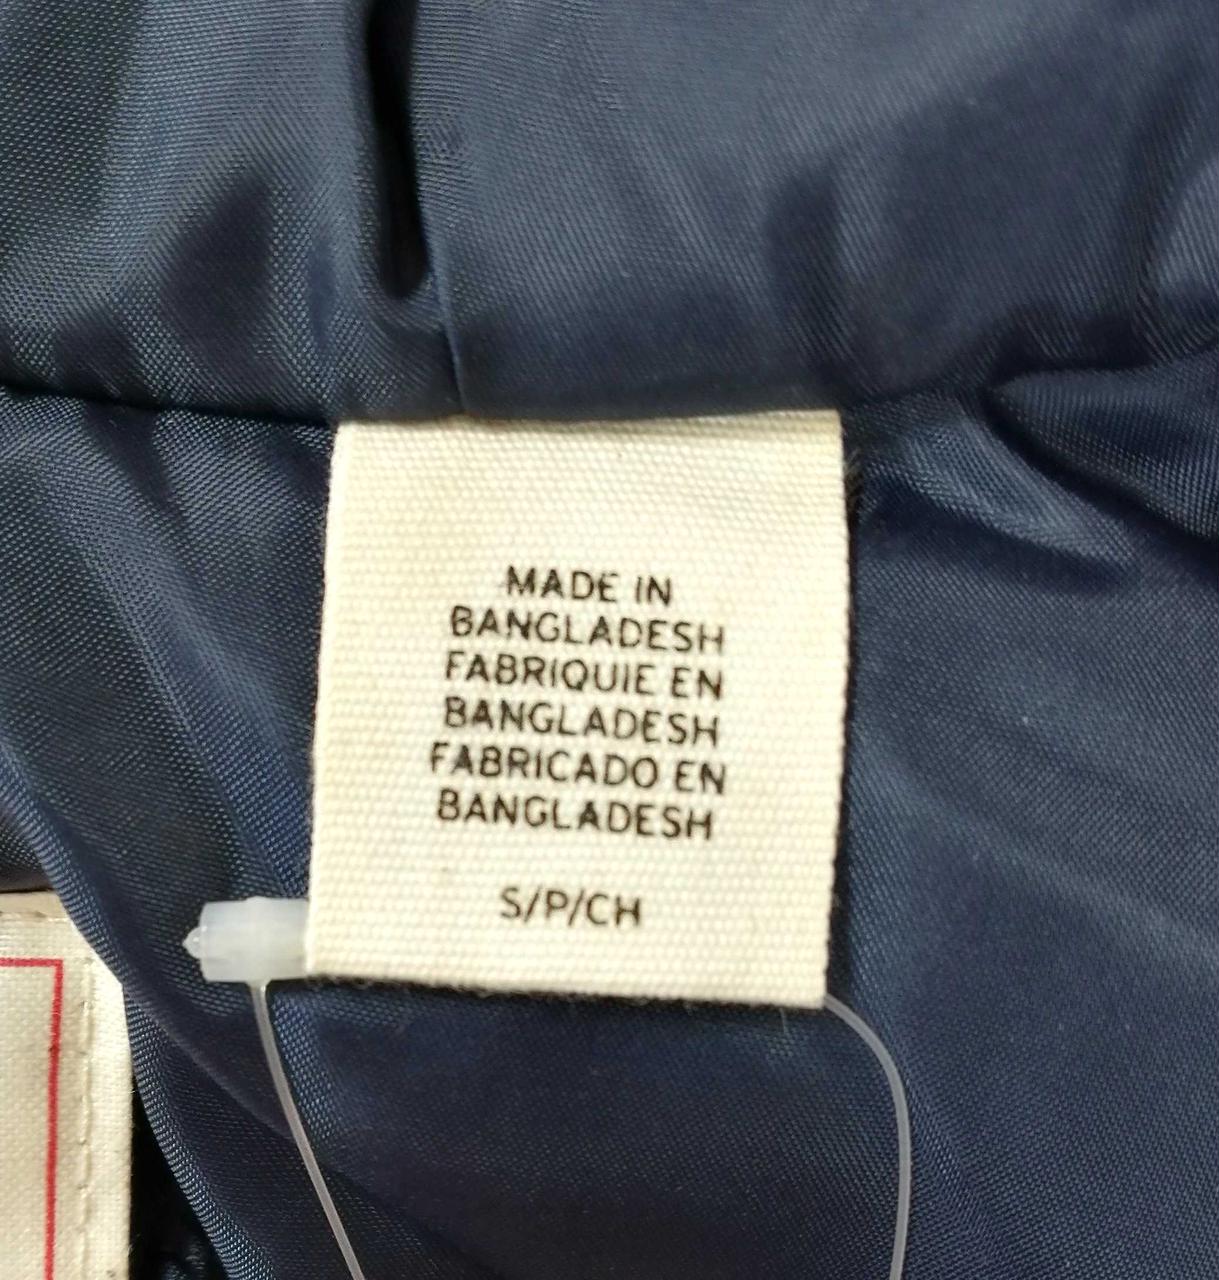 MADE IN
BANGLADESH
FABRIQUIE EN
BANGLADESH
FABRICADO EN
BANGLADESH
S/P/CH